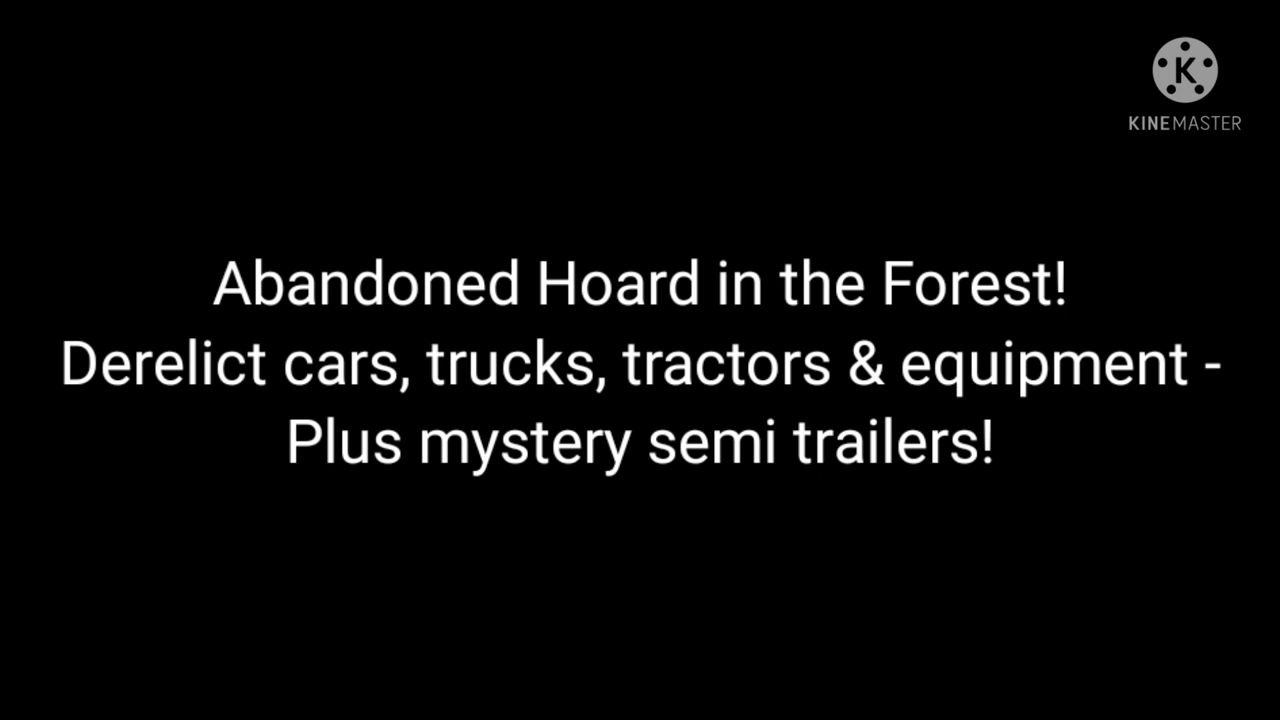 K
KINEMASTER
Abandoned Hoard in the Forest!
Derelict cars, trucks, tractors & equipment -
Plus mystery semi trailers!